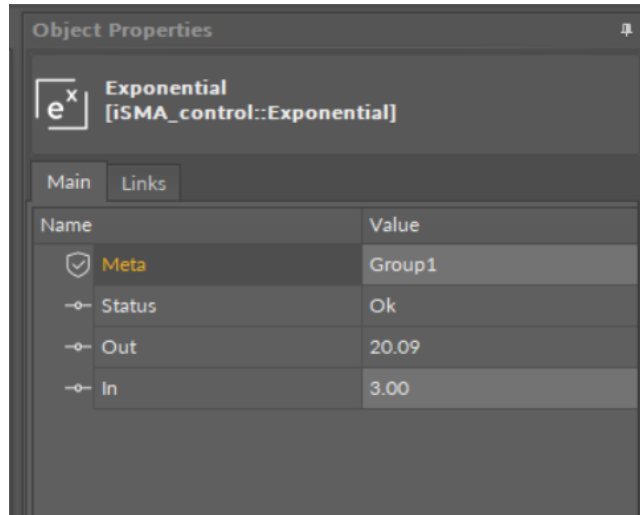 Object Properties
e^x
Exponential
[iSMA_control::Exponential]
Main Links
Name Value
Meta Group1
Status Ok
Out 20.09
In 3.00